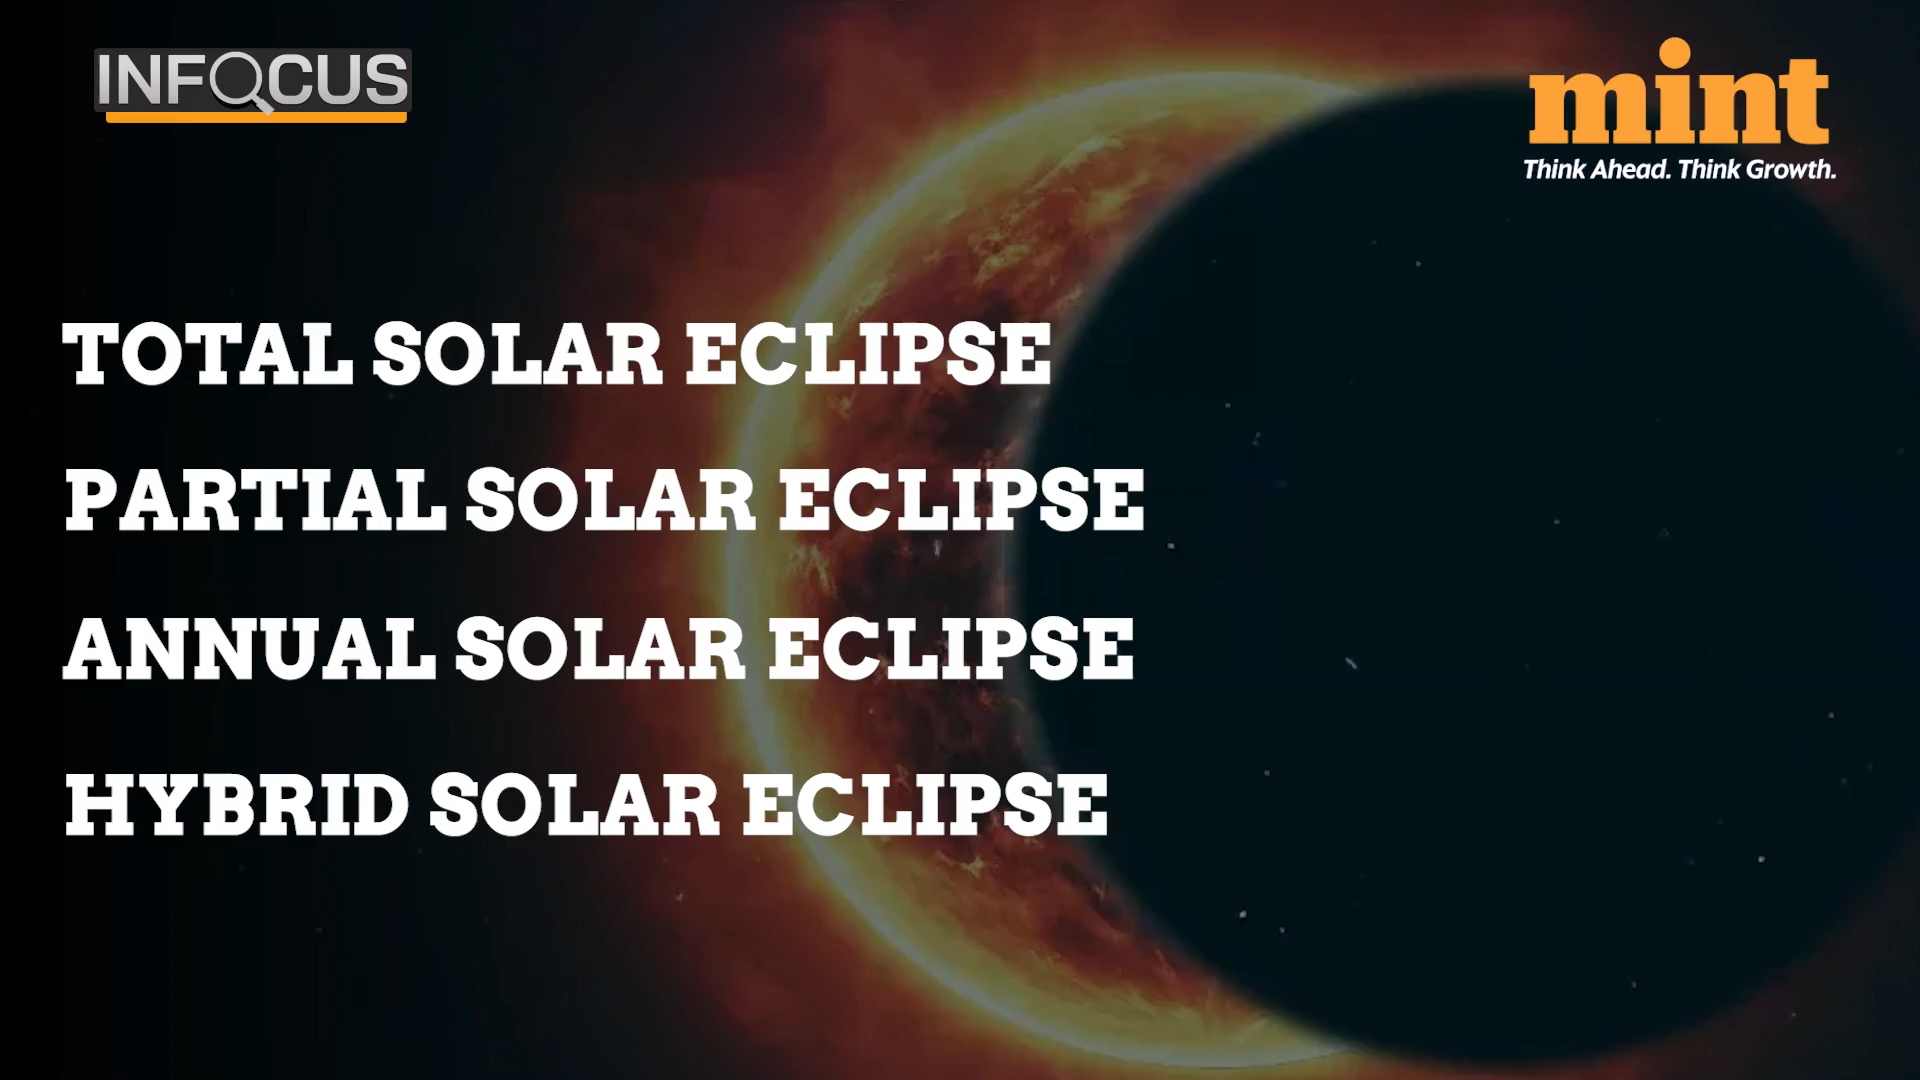 INFOCUS
mint
Think Ahead. Think Growth.
TOTAL SOLAR ECLIPSE
PARTIAL SOLAR ECLIPSE
ANNUAL SOLAR ECLIPSE
HYBRID SOLAR ECLIPSE